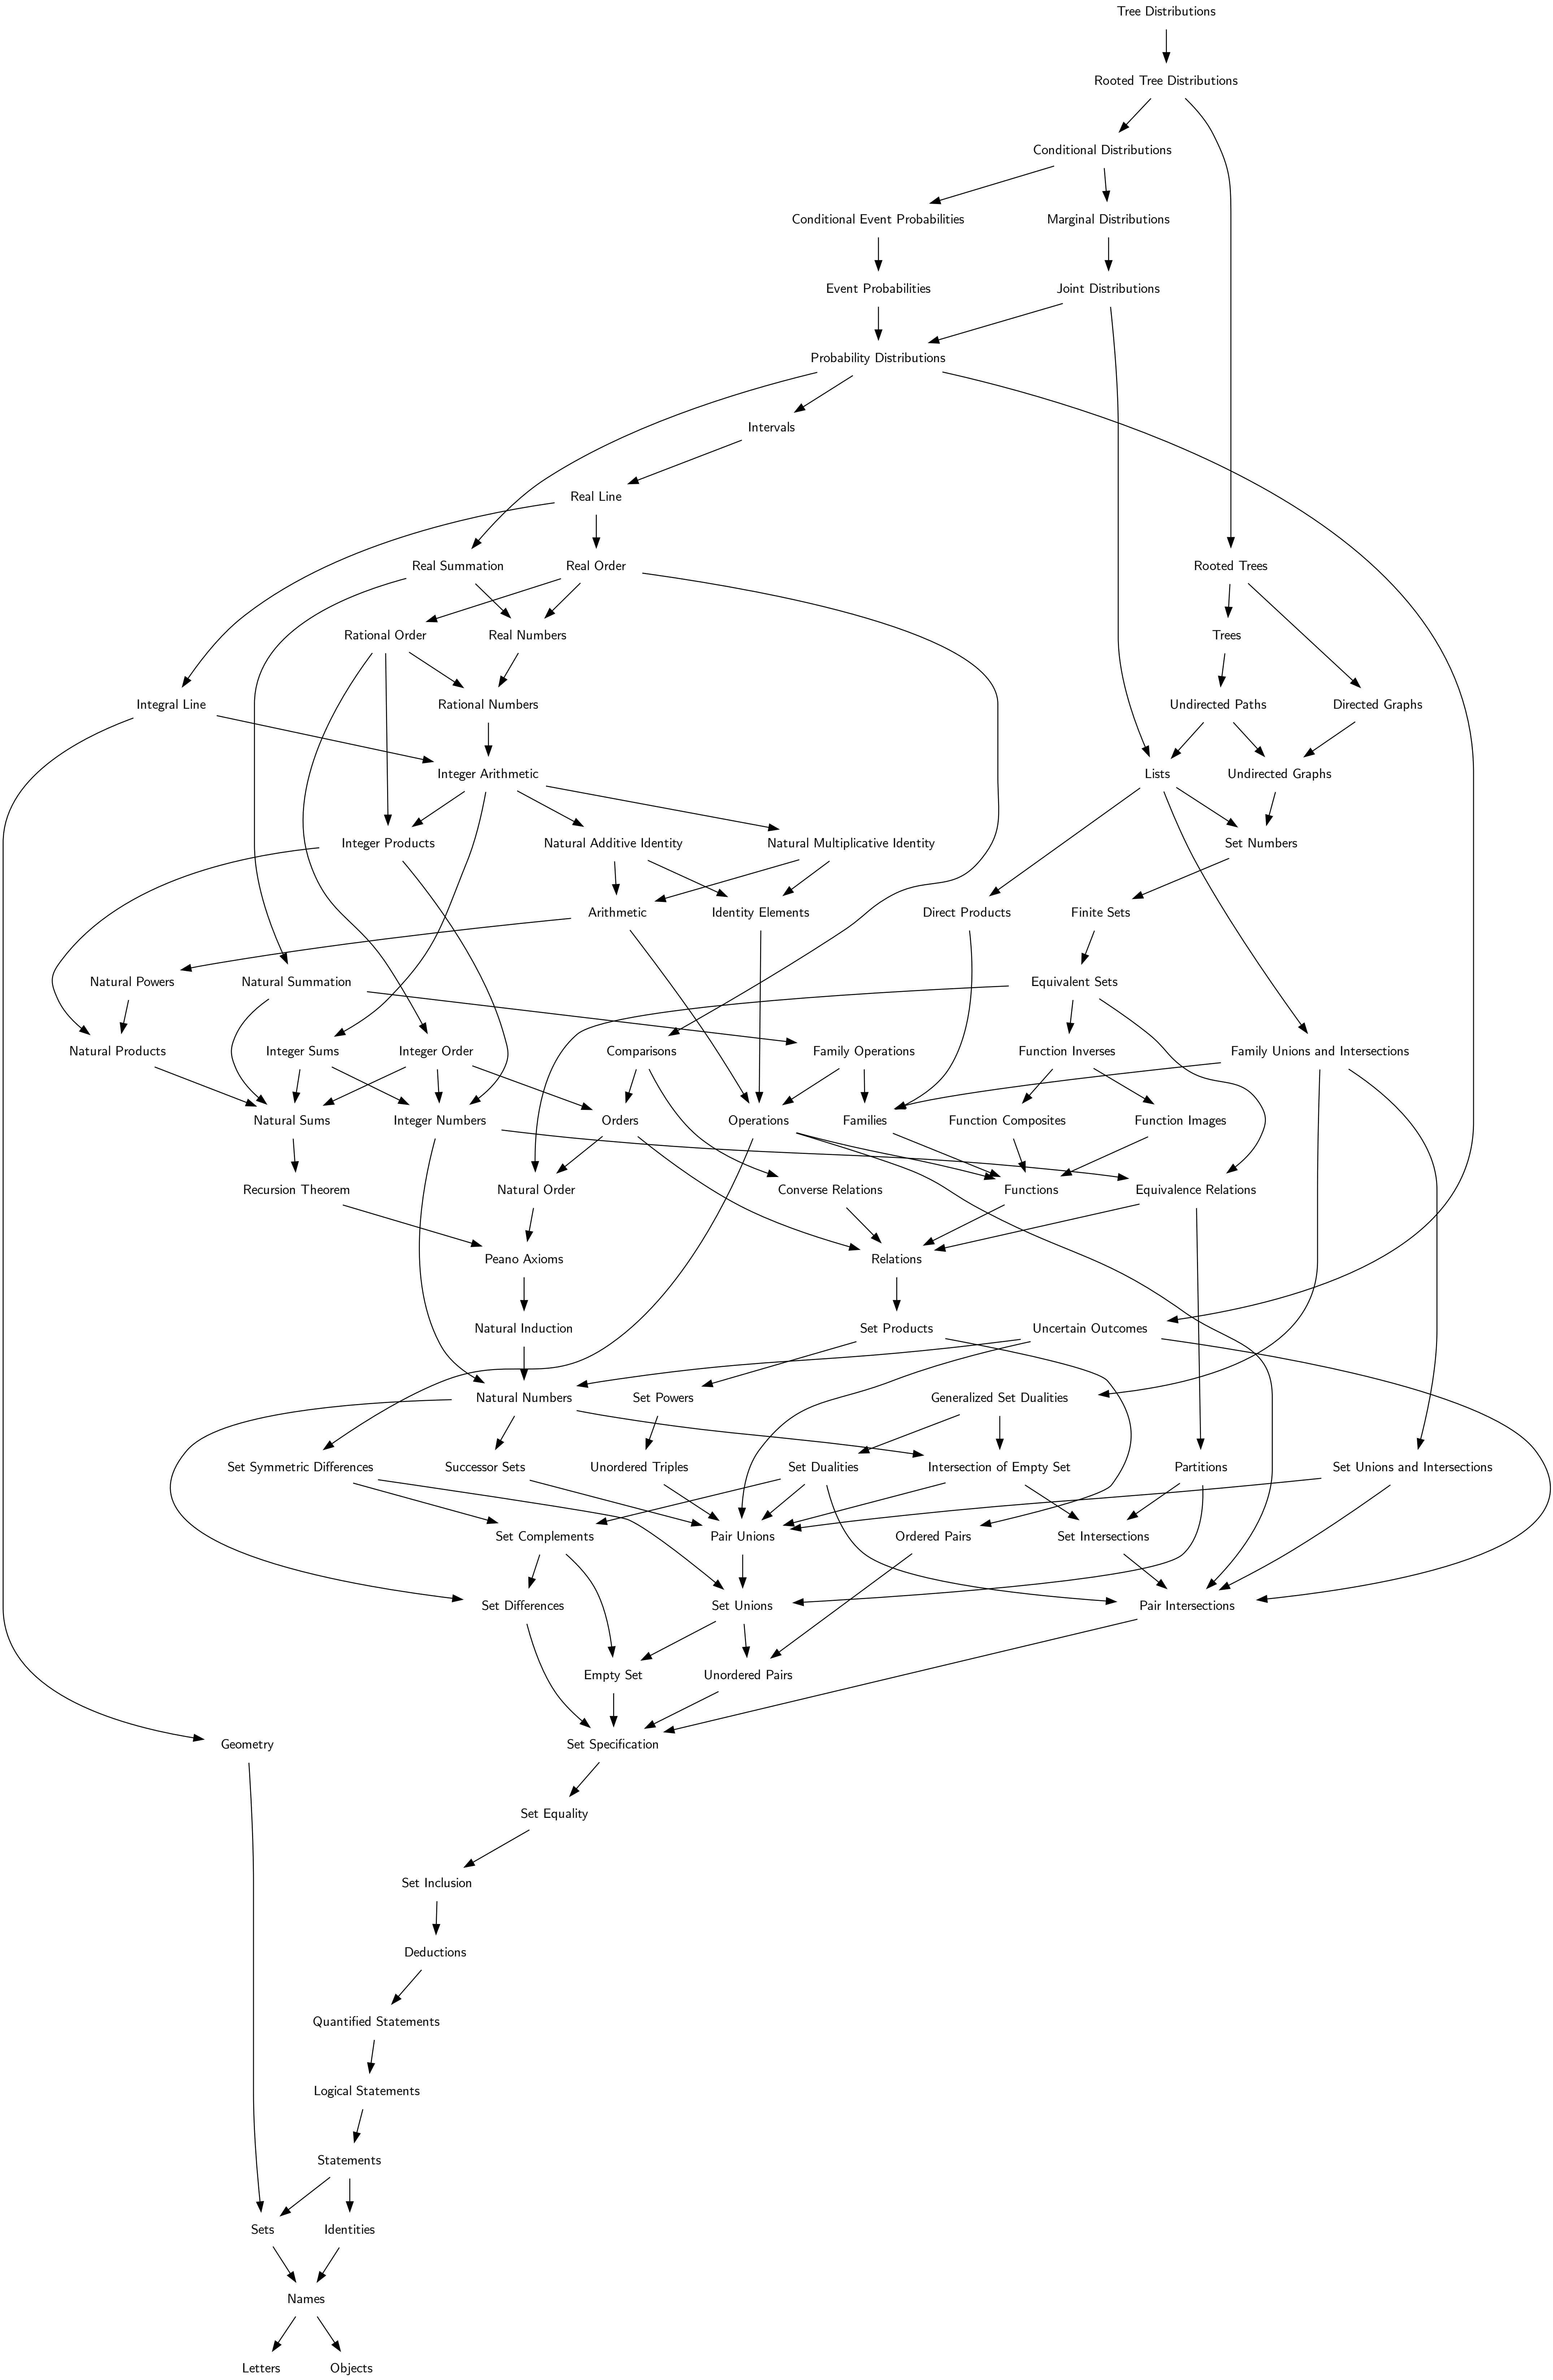 Tree Distributions
Rooted Tree Distributions
Conditional Distributions
Conditional Event Probabilities
Marginal Distributions
Event Probabilities
Joint Distributions
Probability Distributions
Intervals
Real Line
Real Summation
Real Order
Rooted Trees
Rational Order
Real Numbers
Trees
Integral Line
Rational Numbers
Undirected Paths
Directed Graphs
Integer Arithmetic
Lists
Undirected Graphs
Integer Products
Natural Additive Identity
Natural Multiplicative Identity
Set Numbers
Arithmetic
Identity Elements
Direct Products
Finite Sets
Natural Powers
Natural Summation
Equivalent Sets
Natural Products
Integer Sums
Integer Order
Comparisons
Family Operations
Function Inverses
Family Unions and Intersections
Natural Sums
Integer Numbers
Orders
Operations
Families
Function Composites
Function Images
Recursion Theorem
Natural Order
Converse Relations
Functions
Equivalence Relations
Peano Axioms
Relations
Natural Induction
Set Products
Uncertain Outcomes
Natural Numbers
Set Powers
Generalized Set Dualities
Set Symmetric Differences
Successor Sets
Unordered Triples
Set Dualities
Intersection of Empty Set
Partitions
Set Unions and Intersections
Set Complements
Pair Unions
Ordered Pairs
Set Intersections
Set Differences
Set Unions
Pair Intersections
Empty Set
Unordered Pairs
Geometry
Set Specification
Set Equality
Set Inclusion
Deductions
Quantified Statements
Logical Statements
Statements
Sets
Identities
Names
Letters
Objects